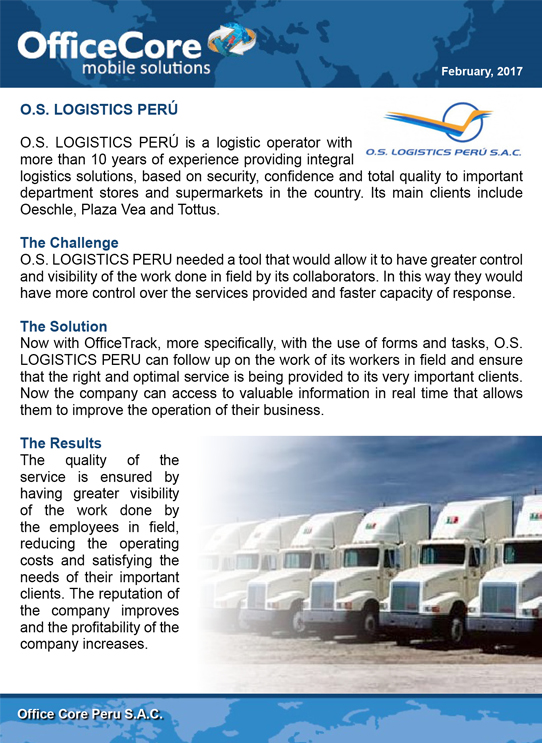 OfficeCore
mobile solutions
February, 2017
O.S. LOGISTICS PERÚ
O.S. LOGISTICS PERÚ is a logistic operator with
more than 10 years of experience providing integral
O.S. LOGISTICS PERÚ S.A.C.
logistics solutions, based on security, confidence and total quality to important
department stores and supermarkets in the country. Its main clients include
Oeschle, Plaza Vea and Tottus.
The Challenge
O.S. LOGISTICS PERU needed a tool that would allow it to have greater control
and visibility of the work done in field by its collaborators. In this way they would
have more control over the services provided and faster capacity of response.
The Solution
Now with OfficeTrack, more specifically, with the use of forms and tasks, O.S.
LOGISTICS PERU can follow up on the work of its workers in field and ensure
that the right and optimal service is being provided to its very important clients.
Now the company can access to valuable information in real time that allows
them to improve the operation of their business.
The Results
The quality of the
service is ensured by
having greater visibility
of the work done by
the employees in field,
reducing the operating
costs and satisfying the
needs of their important
clients. The reputation of
the company improves
and the profitability of the
company increases.
Office Core Peru S.A.C.